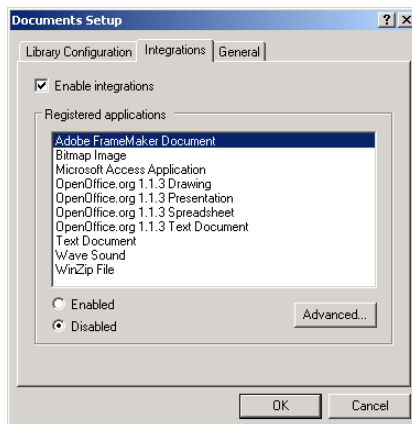 Documents Setup
Library Configuration Integrations General
Enable integrations
Registered applications
Adobe FrameMaker Document
Bitmap Image
Microsoft Access Application
OpenOffice.org 1.1.3 Drawing
OpenOffice.org 1.1.3 Presentation
OpenOffice.org 1.1.3 Spreadsheet
OpenOffice.org 1.1.3 Text Document
Text Document
Wave Sound
WinZip File
Enabled
Disabled
Advanced...
OK Cancel